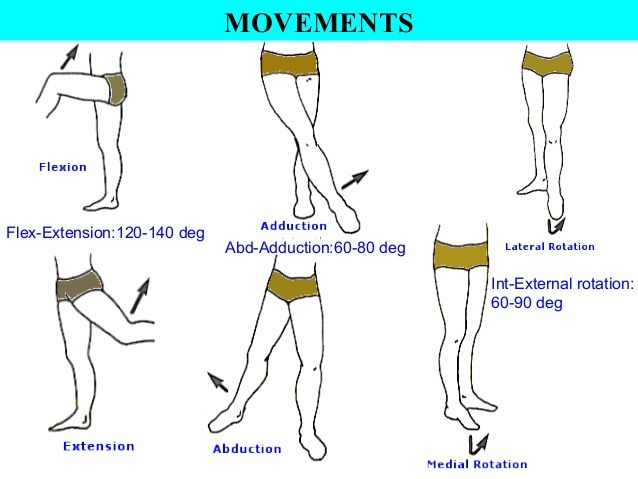 MOVEMENTS
Flexion
Adduction
Lateral Rotation
Flex-Extension:120-140 deg
Abd-Adduction:60-80 deg
Int-External rotation:
60-90 deg
Extension
Abduction
Medial Rotation